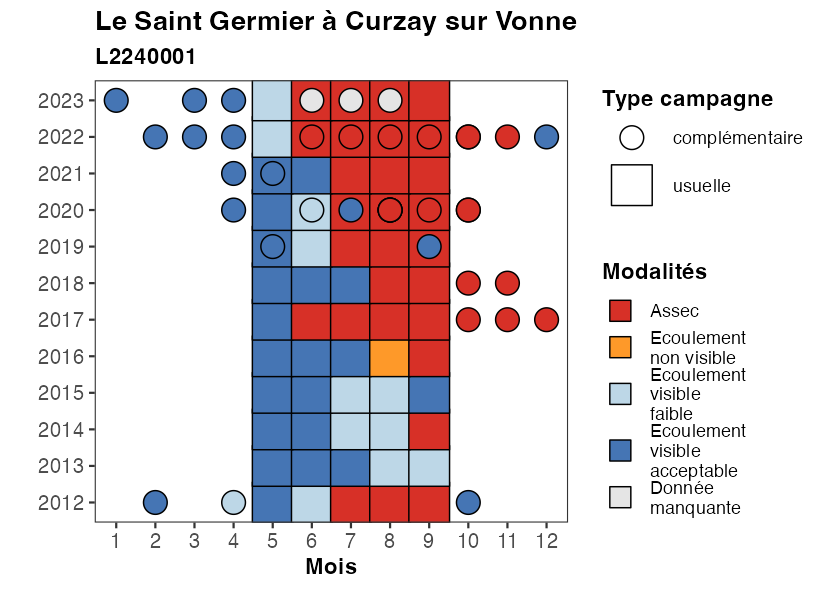 Le Saint Germier à Curzay sur Vonne
L2240001
2023
2022
2021
2020
2019
2018
2017
2016
2015
2014
2013
2012
1 2 3 4 5 6 7 8 9 10 11 12
Mois
Type campagne
complémentaire
usuelle
Modalités
Assec
Ecoulement
non visible
Ecoulement
visible
faible
Ecoulement
visible
acceptable
Donnée
manquante